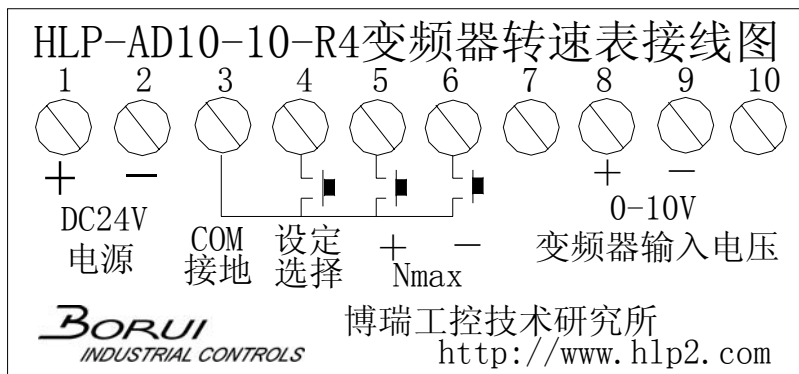 HLP-AD10-10-R4变频器转速表接线图
1 2 3 4 5 6 7 8 9 10
+ − + −
DC24V 0-10V
电源 COM 设定 + − 变频器输入电压
接地 选择 Nmax
BORUI 博瑞工控技术研究所
INDUSTRIAL CONTROLS http://www.hlp2.com